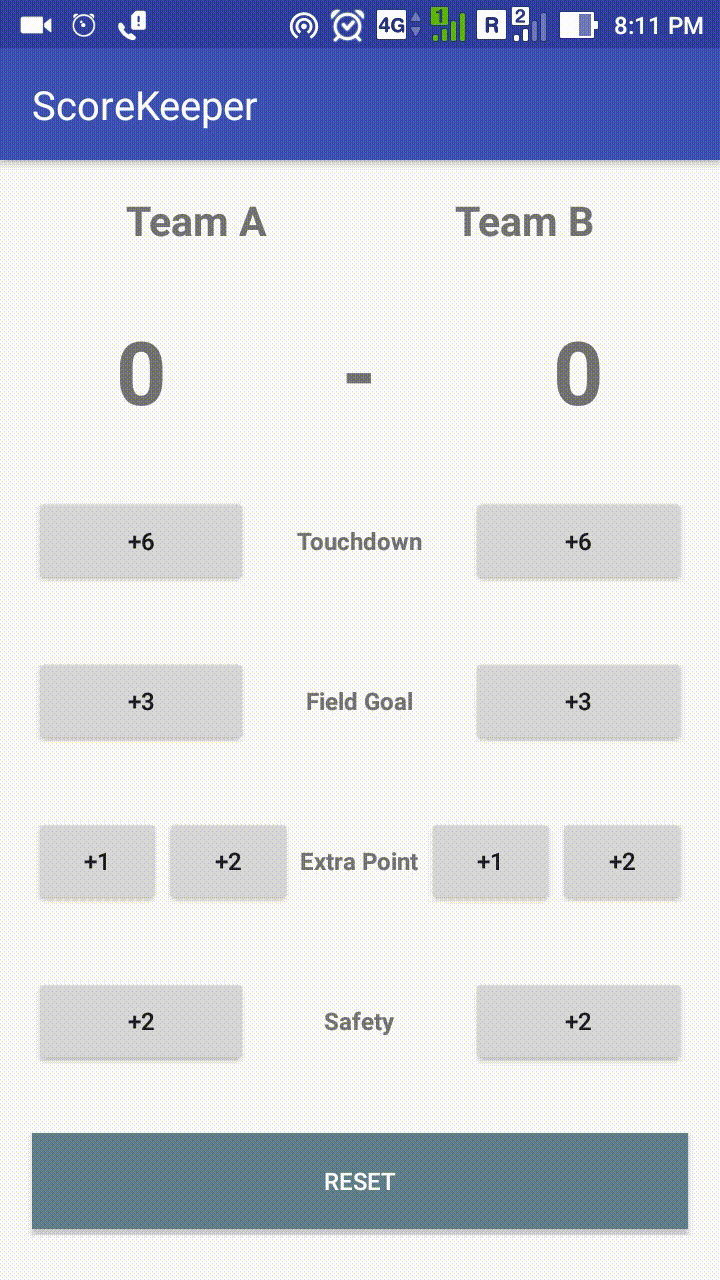 4G 1 R 2 8:11 PM
ScoreKeeper
Team A Team B
0 - 0
+6 Touchdown +6
+3 Field Goal +3
+1 +2 Extra Point +1 +2
+2 Safety +2
RESET